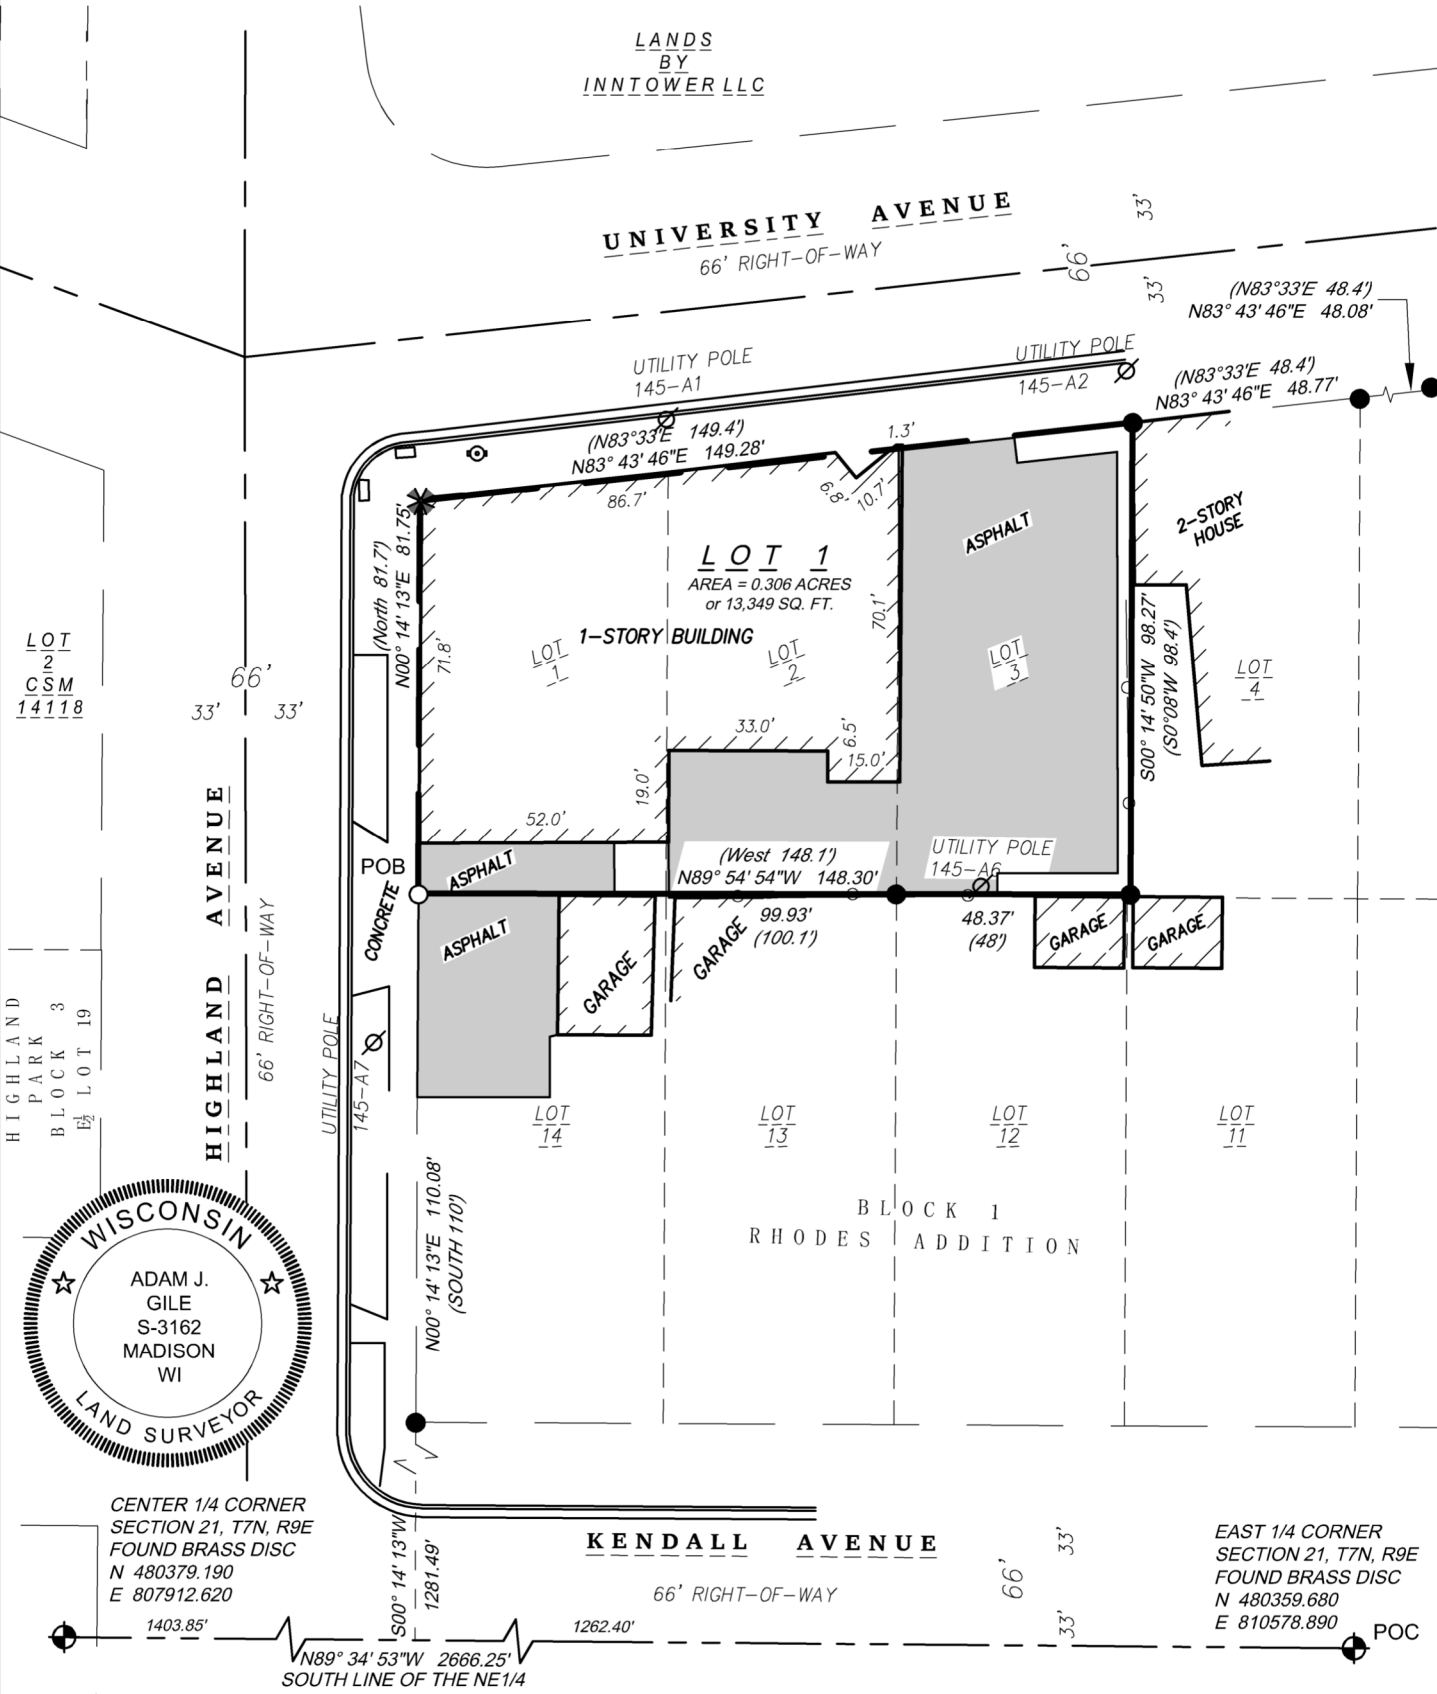 LANDS
BY
INNTOWER LLC
UNIVERSITY AVENUE
66' RIGHT-OF-WAY
33'
66'
33'
(N83°33'E 48.4')
N83° 43' 46"E 48.08'
UTILITY POLE
145-A1
UTILITY POLE
145-A2
(N83°33'E 48.4')
N83° 43' 46"E 48.77'
(N83°33'E 149.4')
N83° 43' 46"E 149.28'
1.3'
86.7'
6.8'
10.7'
(North 81.7')
N00° 14' 13"E 81.75'
LOT 1
AREA = 0.306 ACRES
or 13,349 SQ. FT.
1-STORY BUILDING
ASPHALT
2-STORY
HOUSE
71.8'
70.1'
LOT
1
LOT
2
LOT
3
LOT
4
S00° 14' 50"W 98.27'
(S0°08'W 98.4')
LOT
2
CSM
14118
66'
33'
33'
33.0'
6.5'
15.0'
19.0'
52.0'
HIGHLAND AVENUE
66' RIGHT-OF-WAY
POB
CONCRETE
ASPHALT
(West 148.1')
N89° 54' 54"W 148.30'
UTILITY POLE
145-A6
99.93'
(100.1')
48.37'
(48')
ASPHALT
GARAGE
GARAGE
GARAGE
GARAGE
HIGHLAND
PARK
BLOCK 3
E½ LOT 19
UTILITY POLE
145-A7
LOT
14
LOT
13
LOT
12
LOT
11
BLOCK 1
RHODES ADDITION
N00° 14' 13"E 110.08'
(SOUTH 110')
WISCONSIN
ADAM J.
GILE
S-3162
MADISON
WI
LAND SURVEYOR
CENTER 1/4 CORNER
SECTION 21, T7N, R9E
FOUND BRASS DISC
N 480379.190
E 807912.620
S00° 14' 13"W
1281.49'
KENDALL AVENUE
66' RIGHT-OF-WAY
33'
66'
33'
EAST 1/4 CORNER
SECTION 21, T7N, R9E
FOUND BRASS DISC
N 480359.680
E 810578.890
POC
1403.85'
1262.40'
N89° 34' 53"W 2666.25'
SOUTH LINE OF THE NE1/4